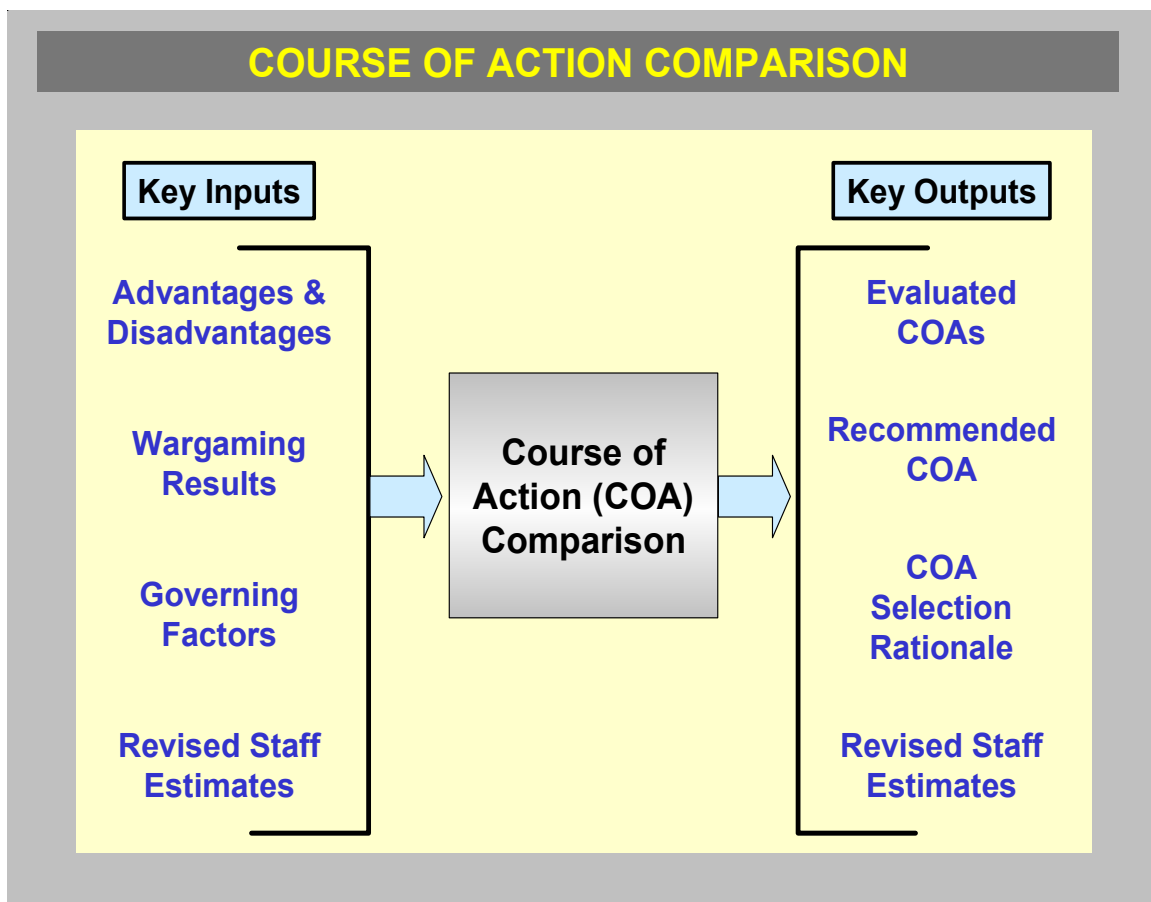 COURSE OF ACTION COMPARISON
Key Inputs
Advantages &
Disadvantages
Wargaming
Results
Governing
Factors
Revised Staff
Estimates
Course of
Action (COA)
Comparison
Key Outputs
Evaluated
COAs
Recommended
COA
COA
Selection
Rationale
Revised Staff
Estimates